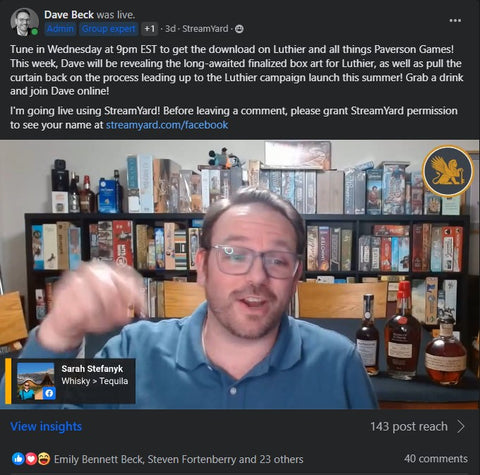 Dave Beck was live.
Admin Group expert +1 · 3d · StreamYard ·
Tune in Wednesday at 9pm EST to get the download on Luthier and all things Paverson Games!
This week, Dave will be revealing the long-awaited finalized box art for Luthier, as well as pull the
curtain back on the process leading up to the Luthier campaign launch this summer! Grab a drink
and join Dave online!
I'm going live using StreamYard! Before leaving a comment, please grant StreamYard permission
to see your name at streamyard.com/facebook
Sarah Stefanyk
Whisky > Tequila
View insights
143 post reach
Emily Bennett Beck, Steven Fortenberry and 23 others
40 comments